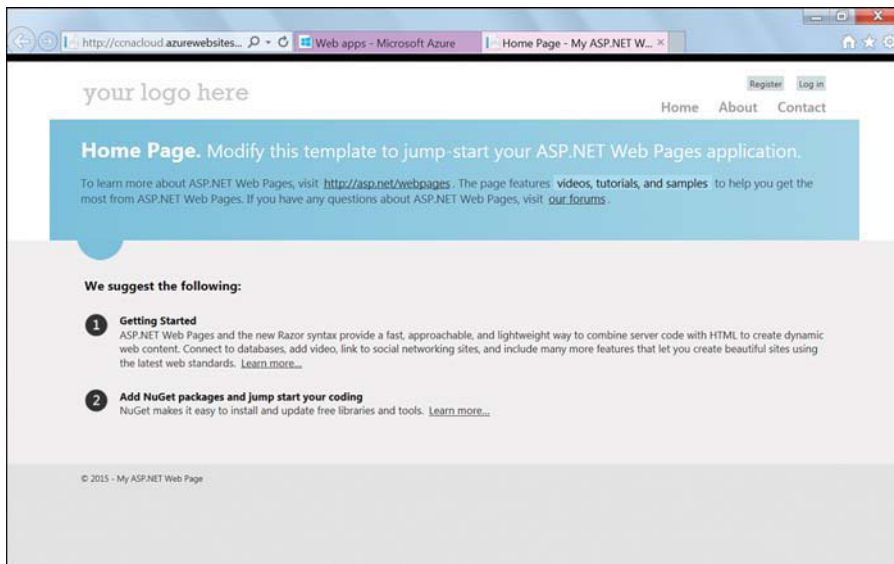 http://ccnacloud.azurewebsites...
Web apps - Microsoft Azure
Home Page - My ASP.NET W...
your logo here
Register
Log in
Home
About
Contact
Home Page. Modify this template to jump-start your ASP.NET Web Pages application.
To learn more about ASP.NET Web Pages, visit http://asp.net/webpages. The page features videos, tutorials, and samples to help you get the
most from ASP.NET Web Pages. If you have any questions about ASP.NET Web Pages, visit our forums.
We suggest the following:
1
Getting Started
ASP.NET Web Pages and the new Razor syntax provide a fast, approachable, and lightweight way to combine server code with HTML to create dynamic
web content. Connect to databases, add video, link to social networking sites, and include many more features that let you create beautiful sites using
the latest web standards. Learn more...
2
Add NuGet packages and jump start your coding
NuGet makes it easy to install and update free libraries and tools. Learn more...
© 2015 - My ASP.NET Web Page